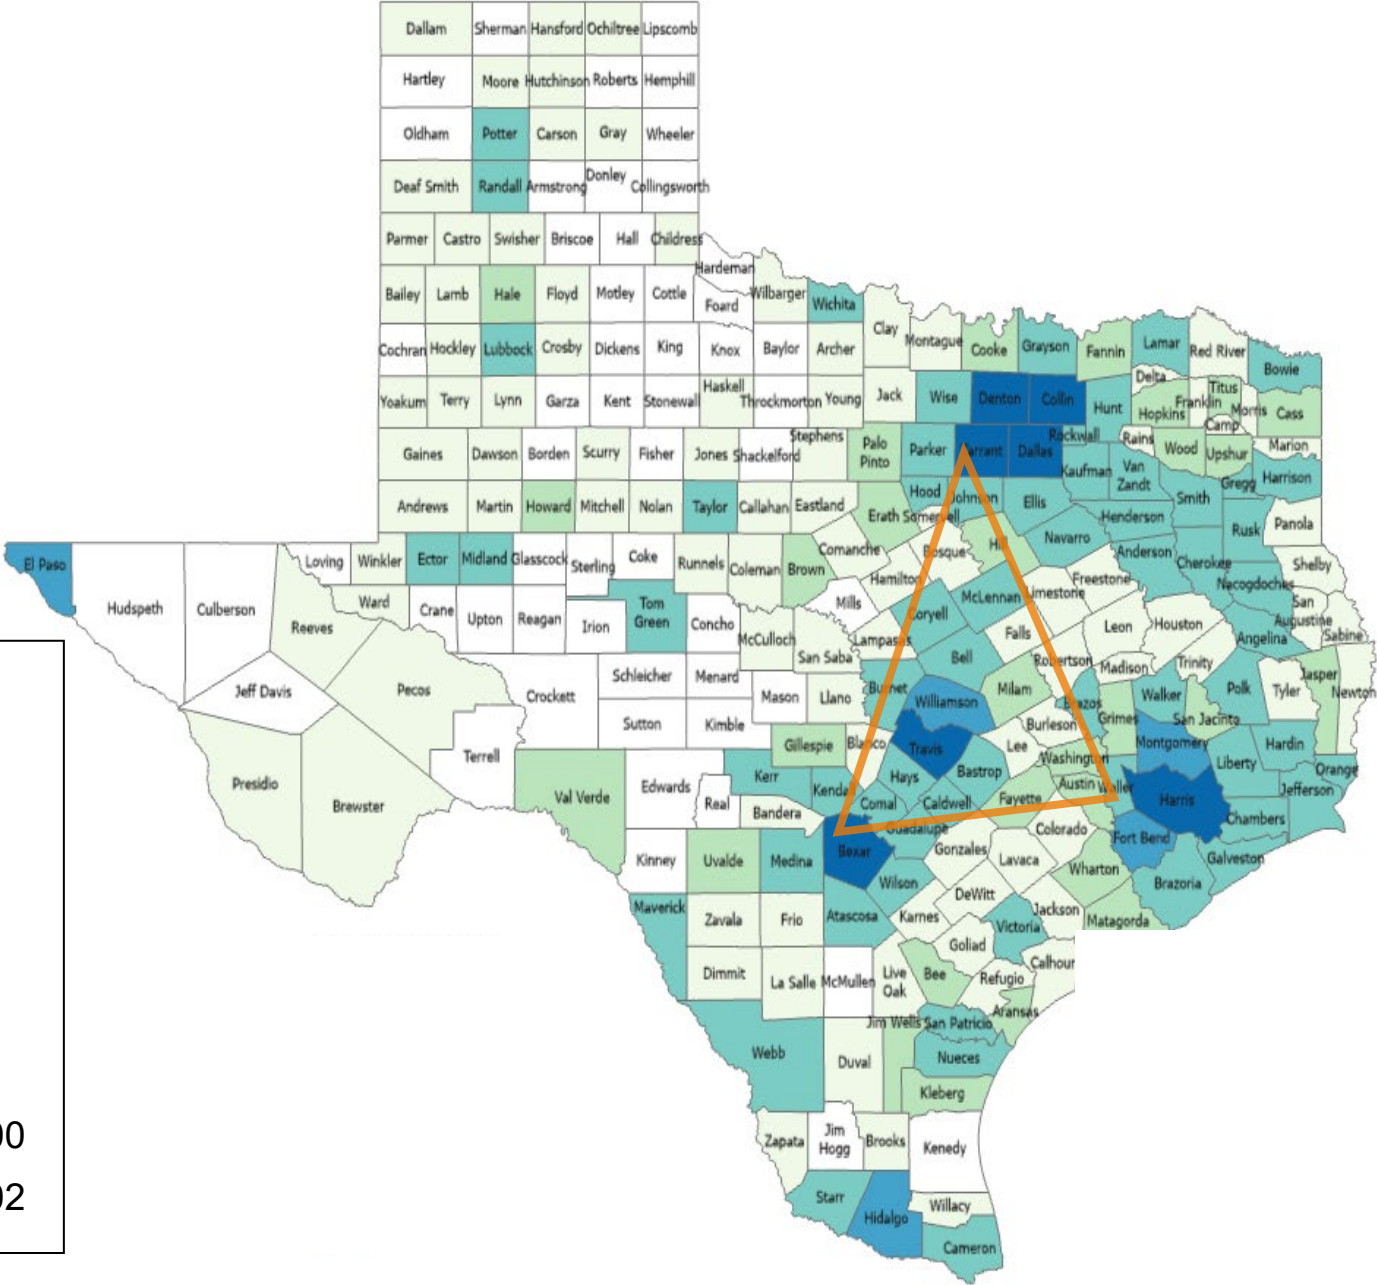 Dallam
Sherman
Hansford
Ochiltree
Lipscomb
Hartley
Moore
Hutchinson
Roberts
Hemphill
Oldham
Potter
Carson
Gray
Wheeler
Deaf Smith
Randall
Armstrong
Donley
Collingsworth
Parmer
Castro
Swisher
Briscoe
Hall
Childress
Hardeman
Bailey
Lamb
Hale
Floyd
Motley
Cottle
Foard
Wilbarger
Wichita
Clay
Montague
Cooke
Grayson
Fannin
Lamar
Red River
Bowie
Cochran
Hockley
Lubbock
Crosby
Dickens
King
Knox
Baylor
Archer
Yoakum
Terry
Lynn
Garza
Kent
Stonewall
Haskell
Throckmorton
Young
Jack
Wise
Denton
Collin
Hunt
Delta
Hopkins
Franklin
Titus
Morris
Camp
Cass
Gaines
Dawson
Borden
Scurry
Fisher
Jones
Shackelford
Stephens
Palo
Pinto
Parker
Tarrant
Dallas
Rockwall
Kaufman
Rains
Van
Zandt
Wood
Upshur
Marion
Gregg
Harrison
Andrews
Martin
Howard
Mitchell
Nolan
Taylor
Callahan
Eastland
Erath
Hood
Somervell
Johnson
Ellis
Henderson
Smith
Rusk
Panola
El Paso
Hudspeth
Culberson
Loving
Winkler
Ector
Midland
Glasscock
Sterling
Coke
Runnels
Coleman
Brown
Comanche
Hamilton
Bosque
Hill
Navarro
Anderson
Cherokee
Nacogdoches
Shelby
Reeves
Ward
Crane
Upton
Reagan
Irion
Tom
Green
Concho
McCulloch
San Saba
Mills
Lampasas
Coryell
McLennan
Limestone
Freestone
Falls
Leon
Houston
Angelina
San
Augustine
Sabine
Jeff Davis
Pecos
Crockett
Schleicher
Menard
Mason
Llano
Burnet
Bell
Williamson
Milam
Robertson
Madison
Brazos
Grimes
Walker
Trinity
Polk
Tyler
Jasper
Newton
San Jacinto
Presidio
Brewster
Terrell
Sutton
Kimble
Gillespie
Blanco
Travis
Lee
Burleson
Washington
Montgomery
Liberty
Hardin
Orange
Jefferson
Val Verde
Edwards
Real
Kerr
Bandera
Kendall
Hays
Comal
Caldwell
Bastrop
Fayette
Austin
Waller
Harris
Chambers
Galveston
Fort Bend
Brazoria
Kinney
Uvalde
Medina
Bexar
Guadalupe
Gonzales
Lavaca
Colorado
Wharton
Matagorda
Maverick
Zavala
Frio
Atascosa
Wilson
Karnes
DeWitt
Victoria
Jackson
Calhour
Goliad
Dimmit
La Salle
McMullen
Live
Oak
Bee
Refugio
Aransas
Webb
Duval
Jim Wells
San Patricio
Nueces
Kleberg
Zapata
Jim
Hogg
Brooks
Kenedy
Starr
Hidalgo
Willacy
Cameron